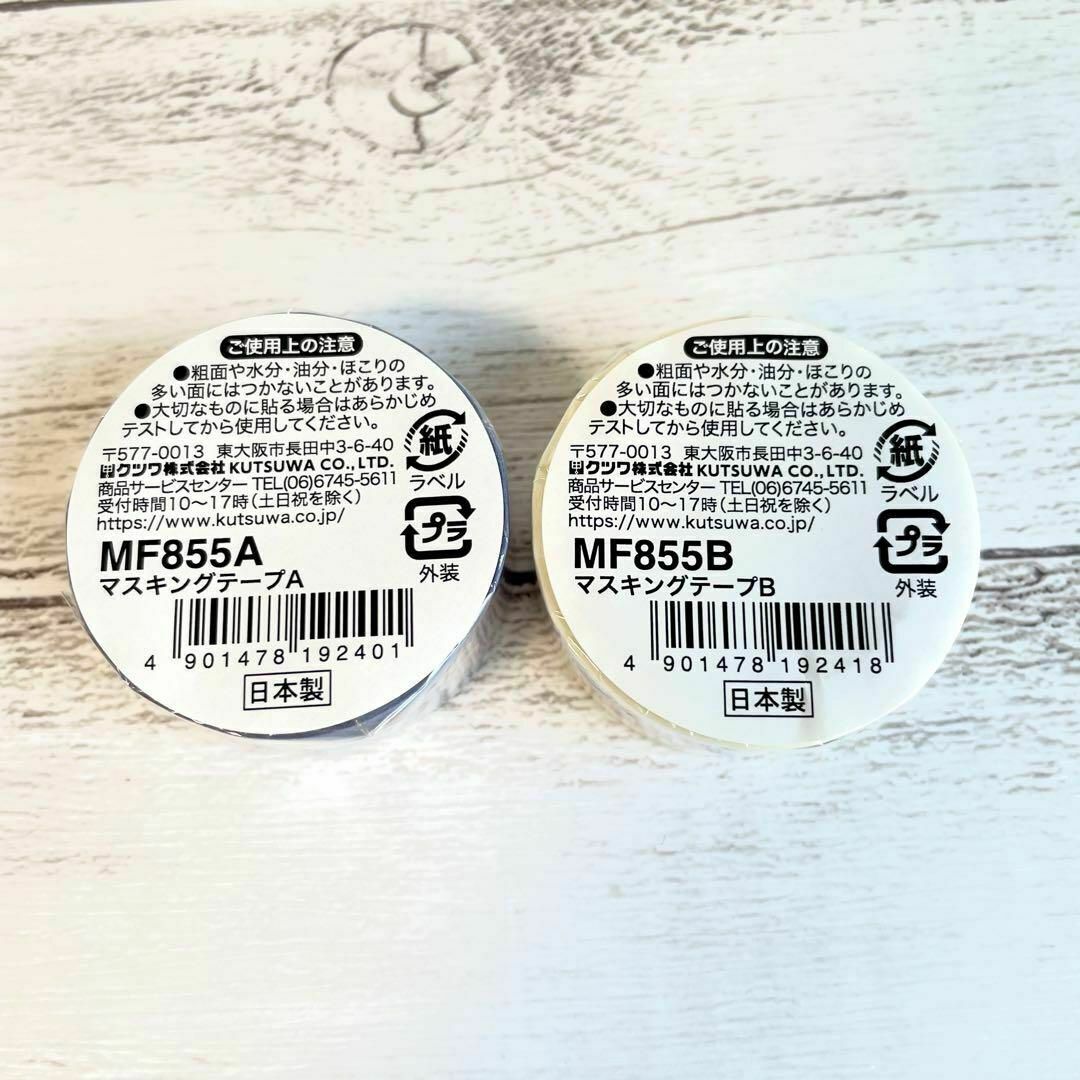 ご使用上の注意
●粗面や水分・油分・ほこりの
多い面にはつかないことがあります。
●大切なものに貼る場合はあらかじめ
テストしてから使用してください。
〒577-0013 東大阪市長田中3-6-40
クツワ株式会社 KUTSUWA CO., LTD.
商品サービスセンター TEL(06)6745-5611
受付時間10〜17時(土日祝を除く)
https://www.kutsuwa.co.jp/
紙
ラベル
プラ
外装
MF855A
マスキングテープA
4 901478 192401
日本製
ご使用上の注意
●粗面や水分・油分・ほこりの
多い面にはつかないことがあります。
●大切なものに貼る場合はあらかじめ
テストしてから使用してください。
〒577-0013 東大阪市長田中3-6-40
クツワ株式会社 KUTSUWA CO., LTD.
商品サービスセンター TEL(06)6745-5611
受付時間10〜17時(土日祝を除く)
https://www.kutsuwa.co.jp/
紙
ラベル
プラ
外装
MF855B
マスキングテープB
4 901478 192418
日本製